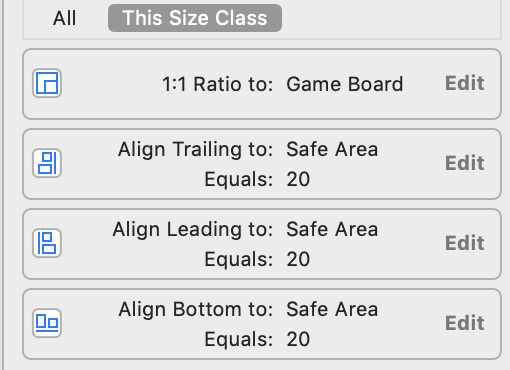 All This Size Class
1:1 Ratio to: Game Board Edit
Align Trailing to: Safe Area
Equals: 20
Edit
Align Leading to: Safe Area
Equals: 20
Edit
Align Bottom to: Safe Area
Equals: 20
Edit